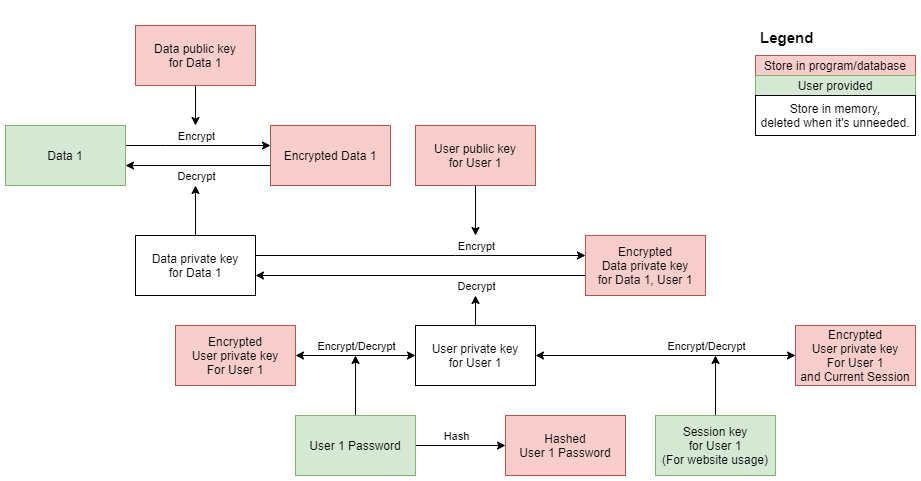 Data public key
for Data 1
Legend
Store in program/database
User provided
Store in memory,
deleted when it's unneeded.
Data 1
Encrypt
Decrypt
Encrypted Data 1
User public key
for User 1
Data private key
for Data 1
Encrypt
Decrypt
Encrypted
Data private key
for Data 1, User 1
Encrypted
User private key
For User 1
Encrypt/Decrypt
User private key
for User 1
Encrypt/Decrypt
Encrypted
User private key
For User 1
and Current Session
User 1 Password
Hash
Hashed
User 1 Password
Session key
for User 1
(For website usage)